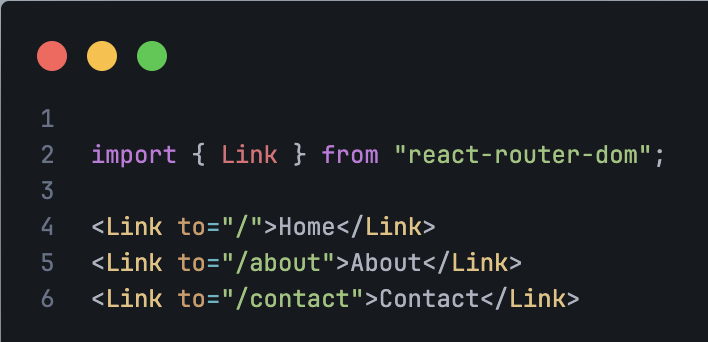 1
2 import { Link } from "react-router-dom";
3
4 <Link to="/">Home</Link>
5 <Link to="/about">About</Link>
6 <Link to="/contact">Contact</Link>